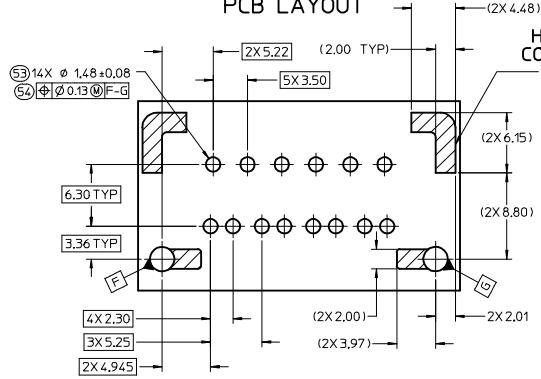 PCB LAYOUT
(2X 4.48)
2X 5.22
(2.00 TYP)
H
CO
53 14X ⌀ 1.48±0.08
54 ⌖ ⌀ 0.13 Ⓜ F-G
5X 3.50
(2X 6.15)
6.30 TYP
(2X 8.80)
3.36 TYP
F
G
4X 2.30
(2X 2.00)
2X 2.01
3X 5.25
(2X 3.97)
2X 4.945